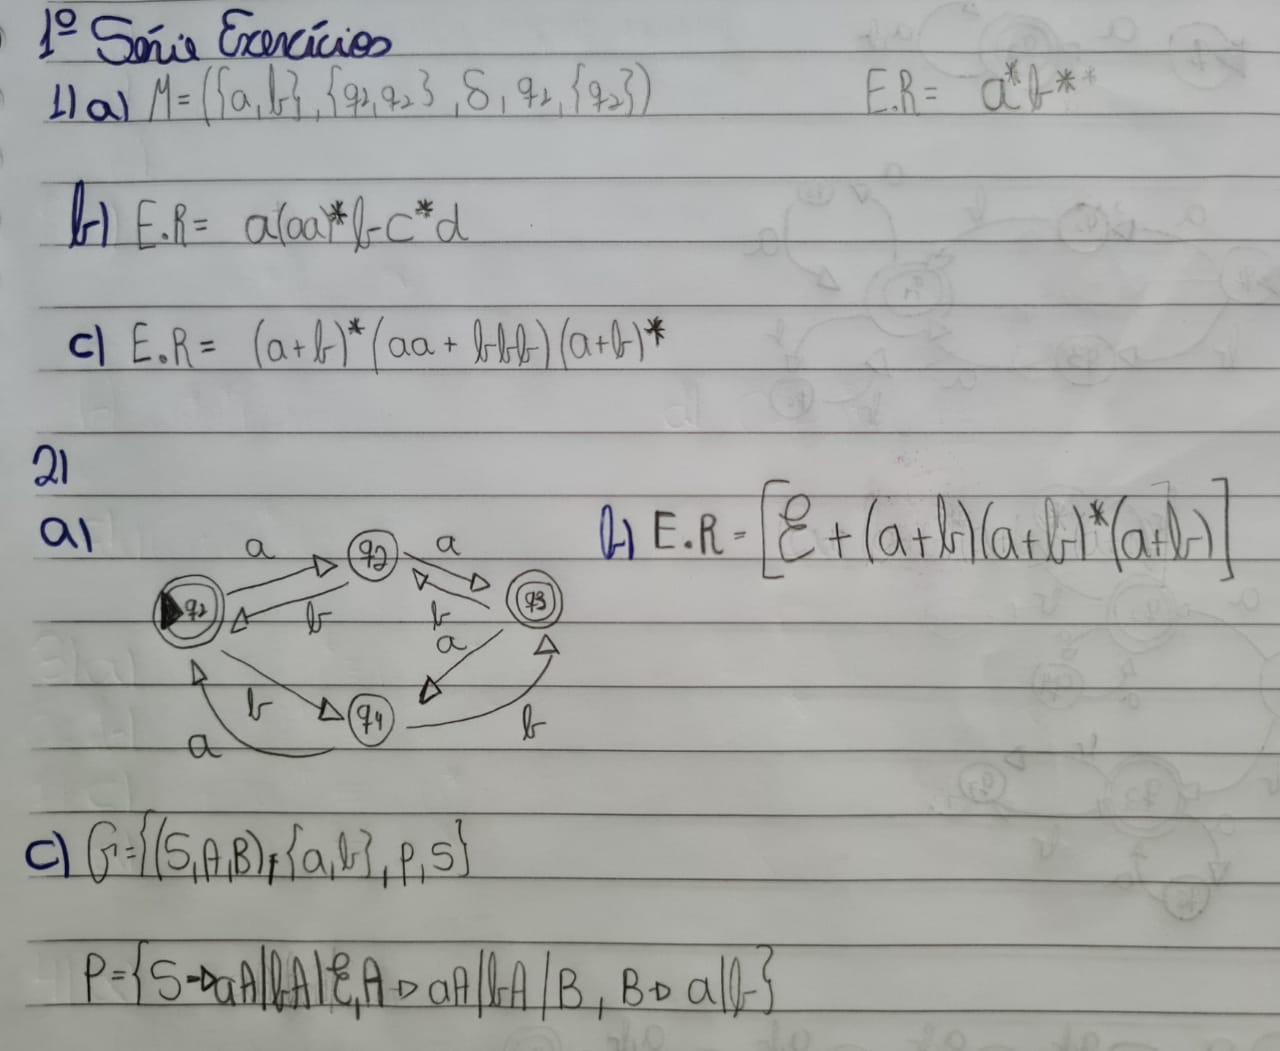 1º Série Exercícios
1) a) M = ({a,b}, {q1,q2}, δ, q1, {q2}) E.R = a*b**
b) E.R = a(aa)*bc*d
c) E.R = (a+b)*(aa + bbb)(a+b)*
2)
a) b) E.R = [ε + (a+b)(a+b)*(a+b)]
a q2 a
q1 b b q3
a
b q4 b
a
c) G={(S,A,B),{a,b},P,S}
P={S→aA|bA|ε, A→aA|bA|B, B→a|b}